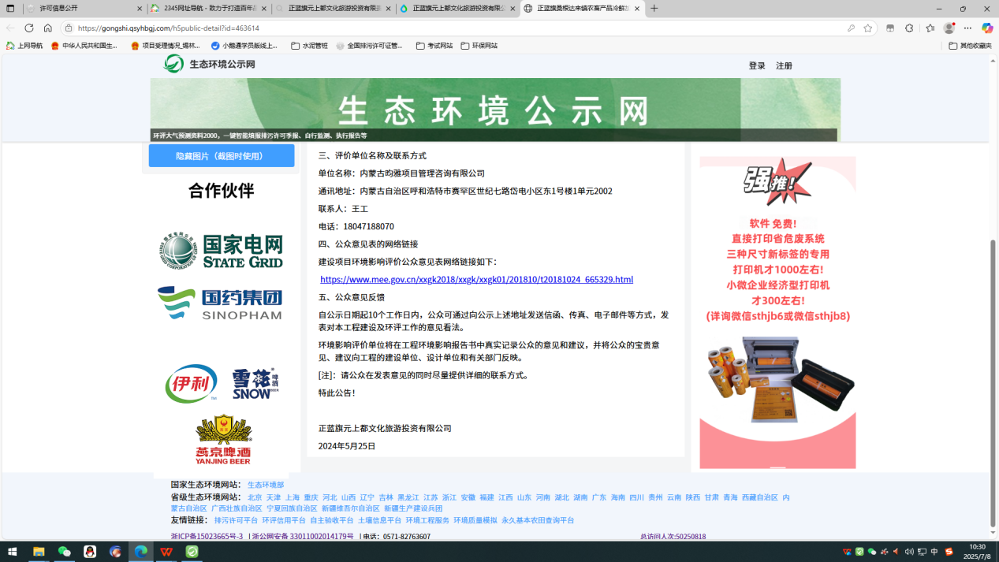 许可信息公开
2345网址导航 - 致力于打造百年品
正蓝旗元上都文化旅游投资有限
正蓝旗元上都文化旅游投资有限公
正蓝旗桑根达来镇农畜产品冷鲜加
https://gongshi.qsyhbgj.com/h5public-detail?id=463614
上网导航
中华人民共和国生...
项目受理情况_锡林...
小熊通学员版线上...
水泥管桩
全国排污许可证管...
考试网站
环保网站
其他收藏夹
生态环境公示网
登录 注册
生态环境公示网
环评大气预测资料2000，一键智能填报排污许可季报、自行监测、执行报告等
隐藏图片（截图时使用）
合作伙伴
国家电网
STATE GRID
STATE GRID CORPORATION OF CHINA
国药集团
SINOPHARM
伊利
TM
雪花
啤酒
SNOW
BEER
燕京啤酒
YANJING BEER
三、评价单位名称及联系方式
单位名称：内蒙古昀雅项目管理咨询有限公司
通讯地址：内蒙古自治区呼和浩特市赛罕区世纪七路岱电小区东1号楼1单元2002
联系人：王工
电话：18047188070
四、公众意见表的网络链接
建设项目环境影响评价公众意见表网络链接如下：
https://www.mee.gov.cn/xxgk2018/xxgk/xxgk01/201810/t20181024_665329.html
五、公众意见反馈
自公示日期起10个工作日内，公众可通过向公示上述地址发送信函、传真、电子邮件等方式，发
表对本工程建设及环评工作的意见看法。
环境影响评价单位将在工程环境影响报告书中真实记录公众的意见和建议，并将公众的宝贵意
见、建议向工程的建设单位、设计单位和有关部门反映。
[注]：请公众在发表意见的同时尽量提供详细的联系方式。
特此公告！
正蓝旗元上都文化旅游投资有限公司
2024年5月25日
强推!
软件 免费!
直接打印省危废系统
三种尺寸新标签的专用
打印机才1000左右!
小微企业经济型打印机
才300左右!
(详询微信sthjb6或微信sthjb8)
国家生态环境网站： 生态环境部
省级生态环境网站： 北京 天津 上海 重庆 河北 山西 辽宁 吉林 黑龙江 江苏 浙江 安徽 福建 江西 山东 河南 湖北 湖南 广东 海南 四川 贵州 云南 陕西 甘肃 青海 西藏自治区 内
蒙古自治区 广西壮族自治区 宁夏回族自治区 新疆维吾尔自治区 新疆生产建设兵团
友情链接： 排污许可平台 环评信用平台 自主验收平台 土壤信息平台 环境工程服务 环境质量模拟 永久基本农田查询平台
浙ICP备15023665号-3 | 浙公网安备 33011002014179号 | 电话：0571-82763607
总访问人次:50250818
中
10:30
2025/7/8